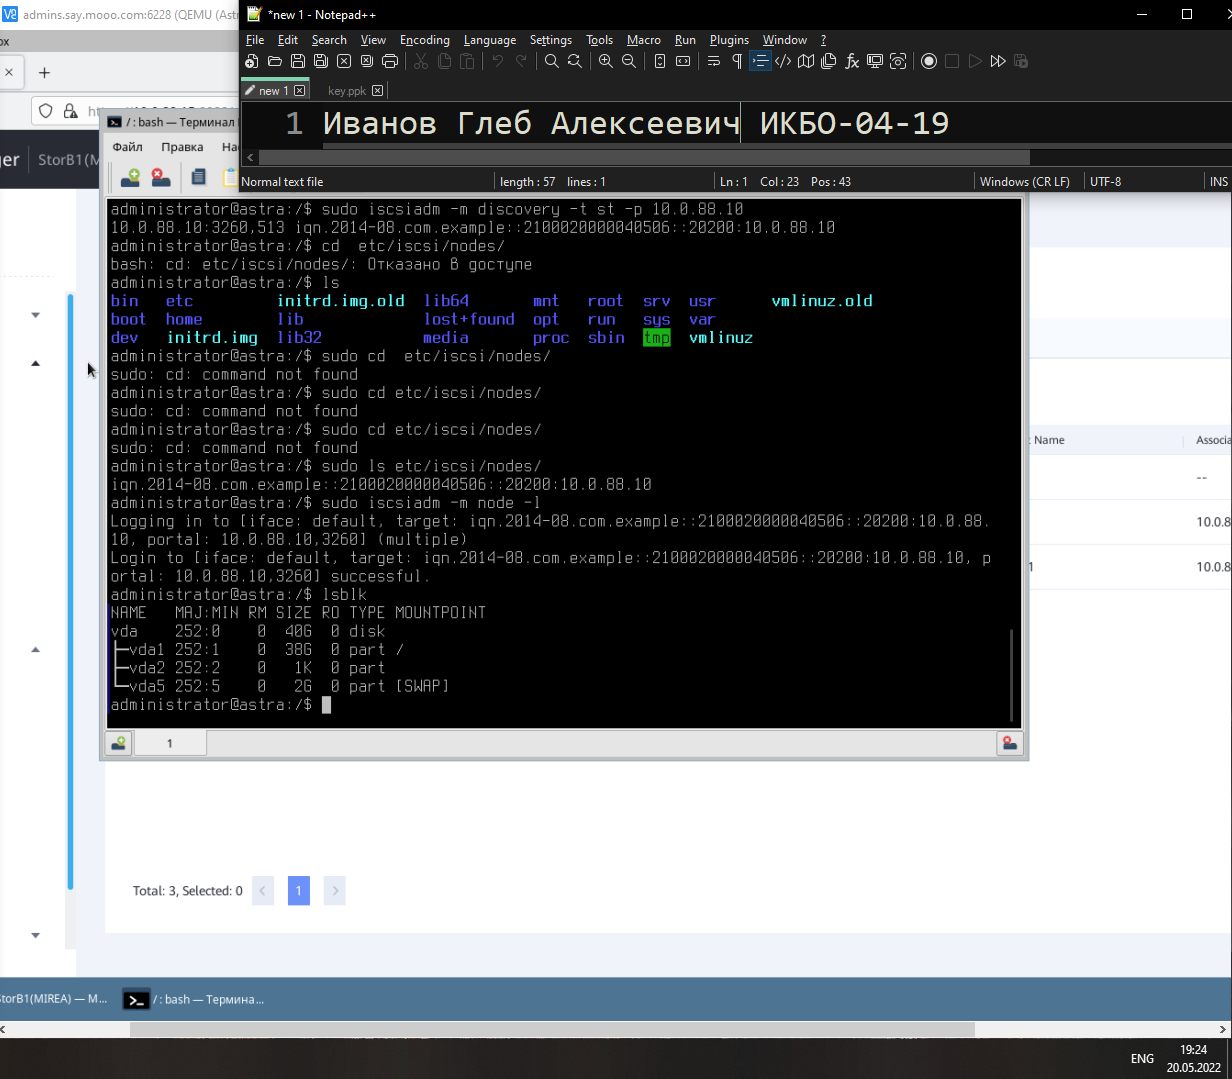 admins.say.mooo.com:6228 (QEMU (Ast
*new 1 - Notepad++
File Edit Search View Encoding Language Settings Tools Macro Run Plugins Window ?
new 1 key.ppk
1 Иванов Глеб Алексеевич ИКБО-04-19
Normal text file length : 57 lines : 1 Ln : 1 Col : 23 Pos : 43 Windows (CR LF) UTF-8 INS
ox
/ : bash — Терминал
ger StorB1(M
Файл Правка На
administrator@astra:/$ sudo iscsiadm -m discovery -t st -p 10.0.88.10
10.0.88.10:3260,513 iqn.2014-08.com.example::2100020000040506::20200:10.0.88.10
administrator@astra:/$ cd  etc/iscsi/nodes/
bash: cd: etc/iscsi/nodes/: Отказано в доступе
administrator@astra:/$ ls
bin etc initrd.img.old lib64 mnt root srv usr vmlinuz.old
boot home lib lost+found opt run sys var
dev initrd.img lib32 media proc sbin tmp vmlinuz
administrator@astra:/$ sudo cd  etc/iscsi/nodes/
sudo: cd: command not found
administrator@astra:/$ sudo cd etc/iscsi/nodes/
sudo: cd: command not found
administrator@astra:/$ sudo cd etc/iscsi/nodes/
sudo: cd: command not found
administrator@astra:/$ sudo ls etc/iscsi/nodes/
iqn.2014-08.com.example::2100020000040506::20200:10.0.88.10
administrator@astra:/$ sudo iscsiadm -m node -l
Logging in to [iface: default, target: iqn.2014-08.com.example::2100020000040506::20200:10.0.88.
10, portal: 10.0.88.10,3260] (multiple)
Login to [iface: default, target: iqn.2014-08.com.example::2100020000040506::20200:10.0.88.10, p
ortal: 10.0.88.10,3260] successful.
administrator@astra:/$ lsblk
NAME MAJ:MIN RM SIZE RO TYPE MOUNTPOINT
vda 252:0 0 40G 0 disk
├─vda1 252:1 0 38G 0 part /
├─vda2 252:2 0 1K 0 part
└─vda5 252:5 0 2G 0 part [SWAP]
administrator@astra:/$
1
: Name Associa
--
10.0.8
1 10.0.8
Total: 3, Selected: 0 < 1 >
StorB1(MIREA) — M... / : bash — Термина...
ENG 19:24
20.05.2022